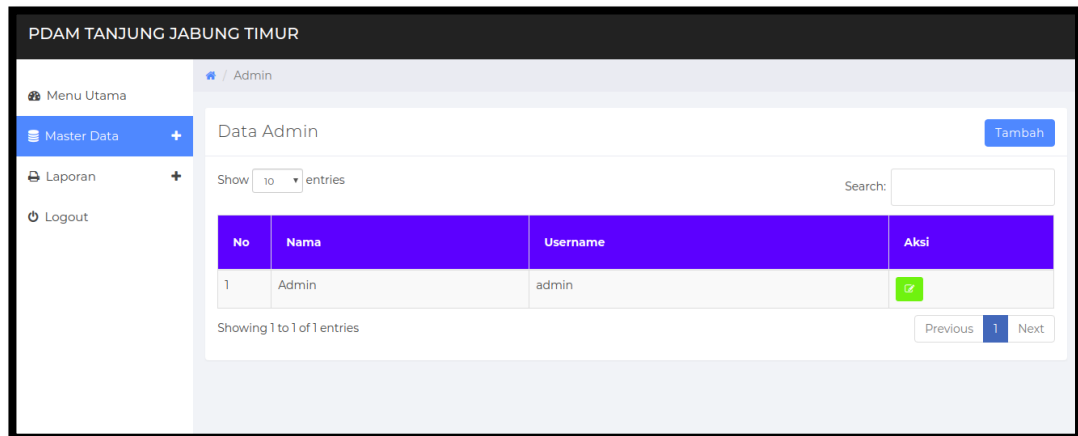 PDAM TANJUNG JABUNG TIMUR
/ Admin
Menu Utama
Master Data +
Laporan +
Logout
Data Admin Tambah
Show 10 entries Search:
No Nama Username Aksi
1 Admin admin
Showing 1 to 1 of 1 entries Previous 1 Next